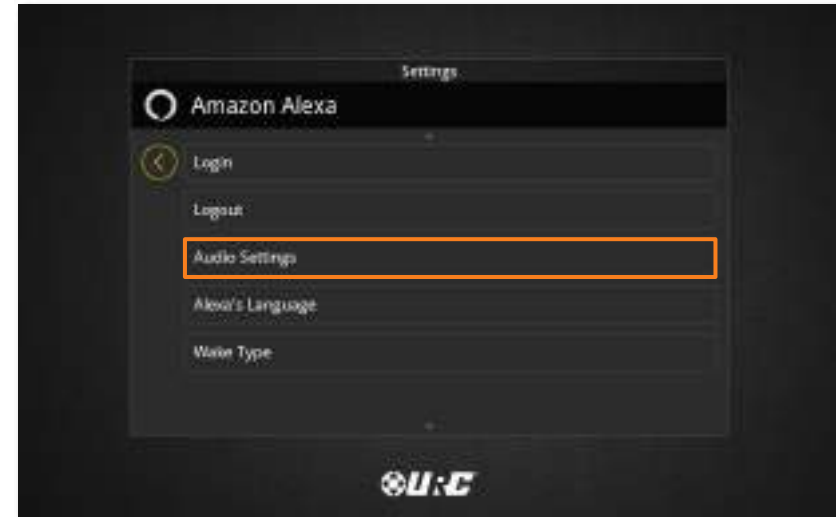 Settings
Amazon Alexa
Login
Logout
Audio Settings
Alexa's Language
Wake Type
URC